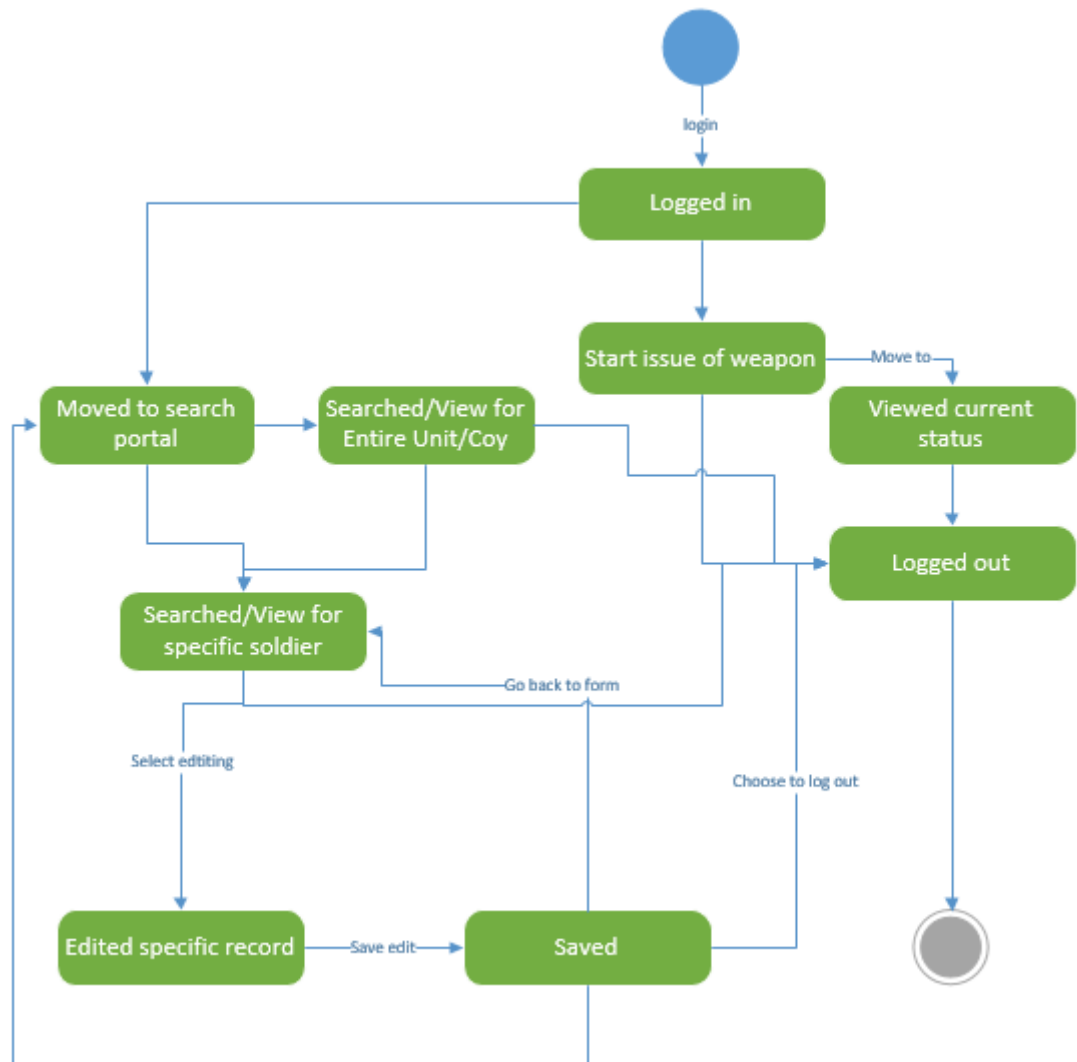 login
Logged in
Start issue of weapon
Move to
Moved to search
portal
Searched/View for
Entire Unit/Coy
Viewed current
status
Logged out
Searched/View for
specific soldier
Go back to form
Select edtiting
Choose to log out
Edited specific record
Save edit
Saved